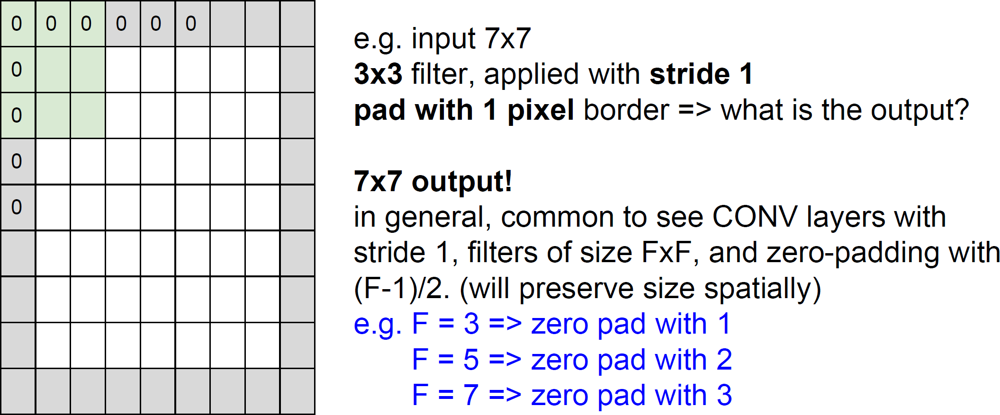 0 0 0 0 0 0
0
0
0
0
e.g. input 7x7
3x3 filter, applied with stride 1
pad with 1 pixel border => what is the output?
7x7 output!
in general, common to see CONV layers with
stride 1, filters of size FxF, and zero-padding with
(F-1)/2. (will preserve size spatially)
e.g. F = 3 => zero pad with 1
F = 5 => zero pad with 2
F = 7 => zero pad with 3